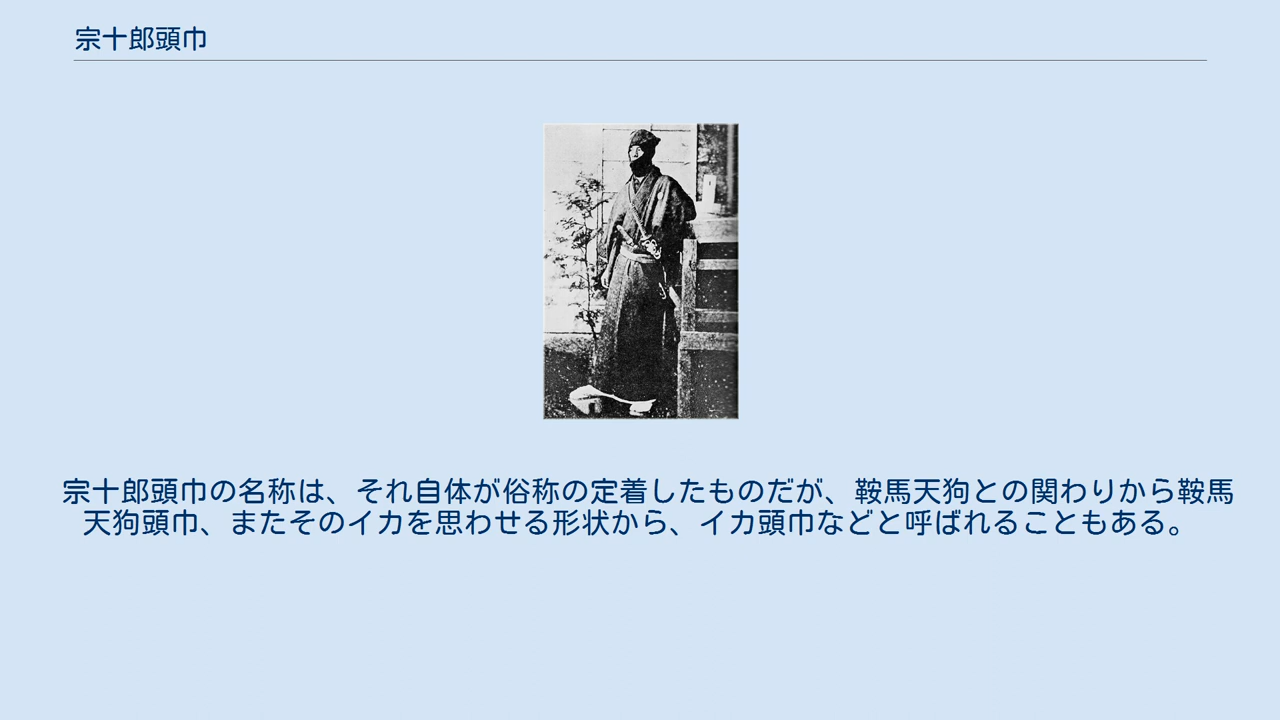 宗十郎頭巾
宗十郎頭巾の名称は、それ自体が俗称の定着したものだが、鞍馬天狗との関わりから鞍馬
天狗頭巾、またそのイカを思わせる形状から、イカ頭巾などと呼ばれることもある。